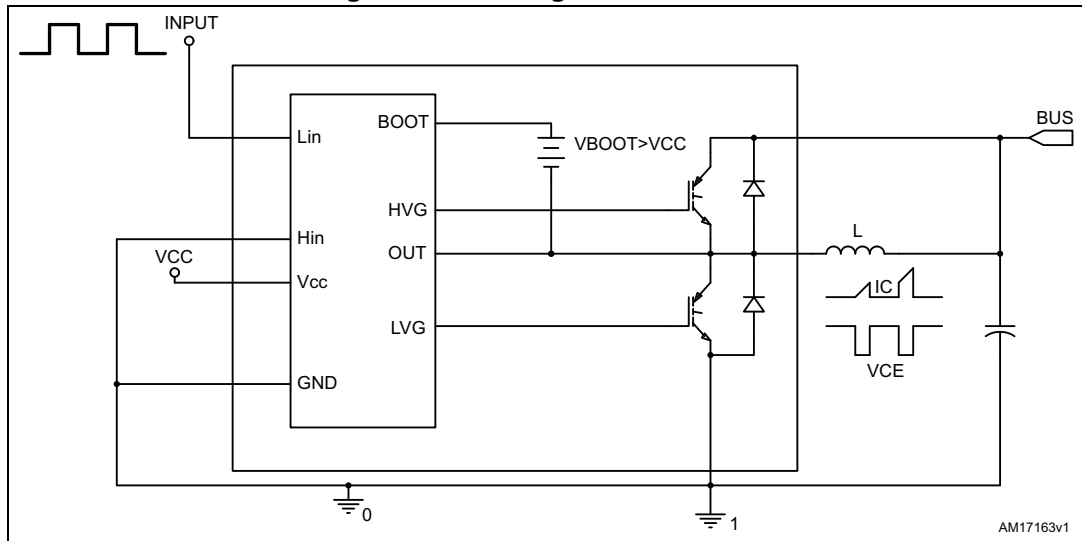 INPUT
Lin
BOOT
VBOOT>VCC
BUS
HVG
Hin
OUT
L
VCC
Vcc
IC
LVG
VCE
GND
0
1
AM17163v1